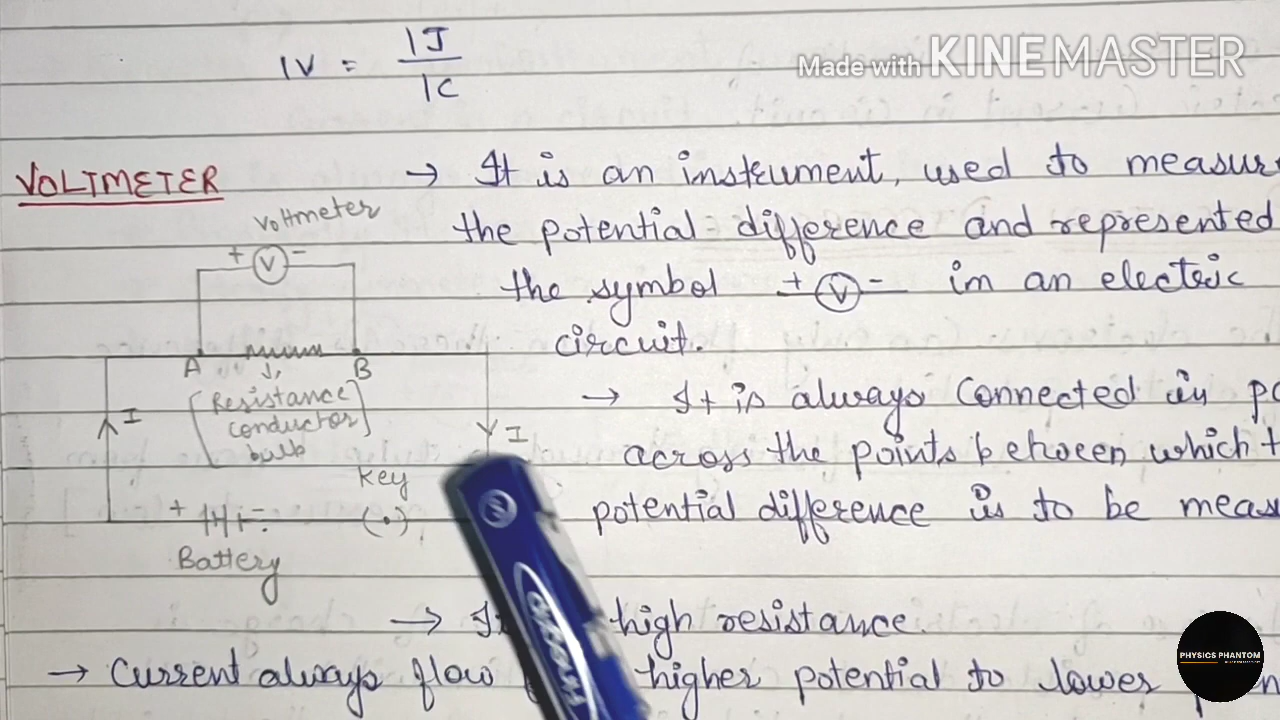 1V = 1J
1C
Made with KINEMASTER
VOLTMETER
→ It is an instrument, used to measur
the potential difference and represented
the symbol + V - in an electric
circuit.
Voltmeter
+ V -
A B
Resistance
conductor
bulb
I I
Key
+ -
(•)
Battery
→ It is always connected in pa
across the points between which t
potential difference is to be meas
→ high resistance.
→ Current always flow higher potential to lower
PHYSICS PHANTOM